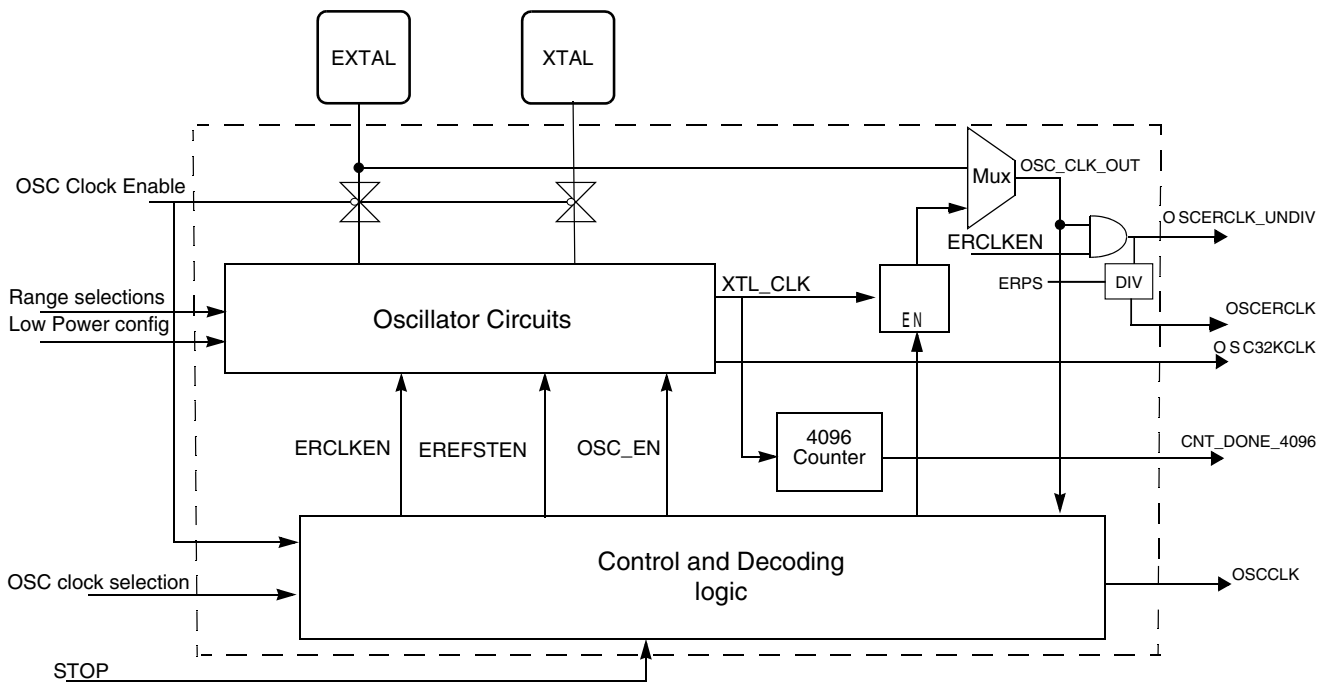 EXTAL
XTAL
OSC Clock Enable
Mux
OSC_CLK_OUT
ERCLKEN
OSCERCLK_UNDIV
ERPS
DIV
OSCERCLK
Range selections
Low Power config
Oscillator Circuits
XTL_CLK
EN
OSC32KCLK
ERCLKEN
EREFSTEN
OSC_EN
4096
Counter
CNT_DONE_4096
Control and Decoding
logic
OSC clock selection
OSCCLK
STOP